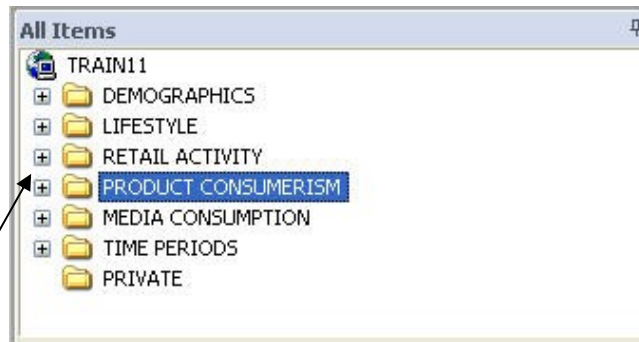 All Items
TRAIN11
DEMOGRAPHICS
LIFESTYLE
RETAIL ACTIVITY
PRODUCT CONSUMERISM
MEDIA CONSUMPTION
TIME PERIODS
PRIVATE